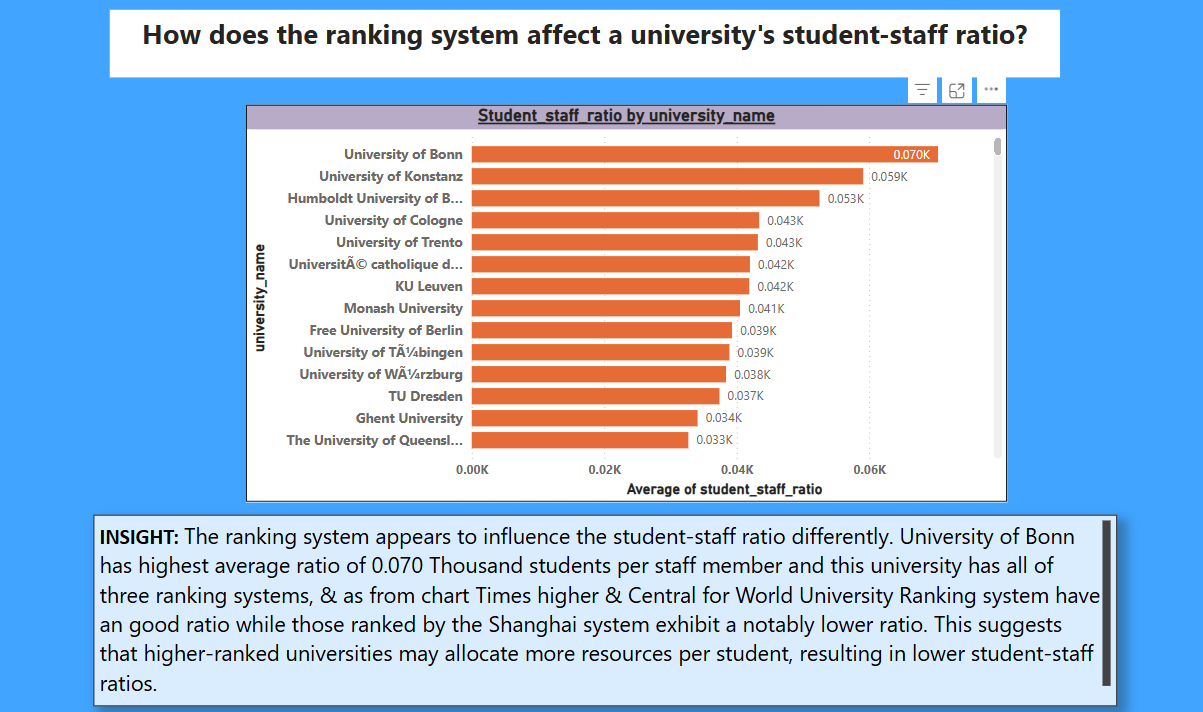 How does the ranking system affect a university's student-staff ratio?
Student_staff_ratio by university_name
university_name
University of Bonn 0.070K
University of Konstanz 0.059K
Humboldt University of B... 0.053K
University of Cologne 0.043K
University of Trento 0.043K
UniversitÃ© catholique d... 0.042K
KU Leuven 0.042K
Monash University 0.041K
Free University of Berlin 0.039K
University of TÃ¼bingen 0.039K
University of WÃ¼rzburg 0.038K
TU Dresden 0.037K
Ghent University 0.034K
The University of Queensl... 0.033K
0.00K 0.02K 0.04K 0.06K
Average of student_staff_ratio
INSIGHT: The ranking system appears to influence the student-staff ratio differently. University of Bonn
has highest average ratio of 0.070 Thousand students per staff member and this university has all of
three ranking systems, & as from chart Times higher & Central for World University Ranking system have
an good ratio while those ranked by the Shanghai system exhibit a notably lower ratio. This suggests
that higher-ranked universities may allocate more resources per student, resulting in lower student-staff
ratios.